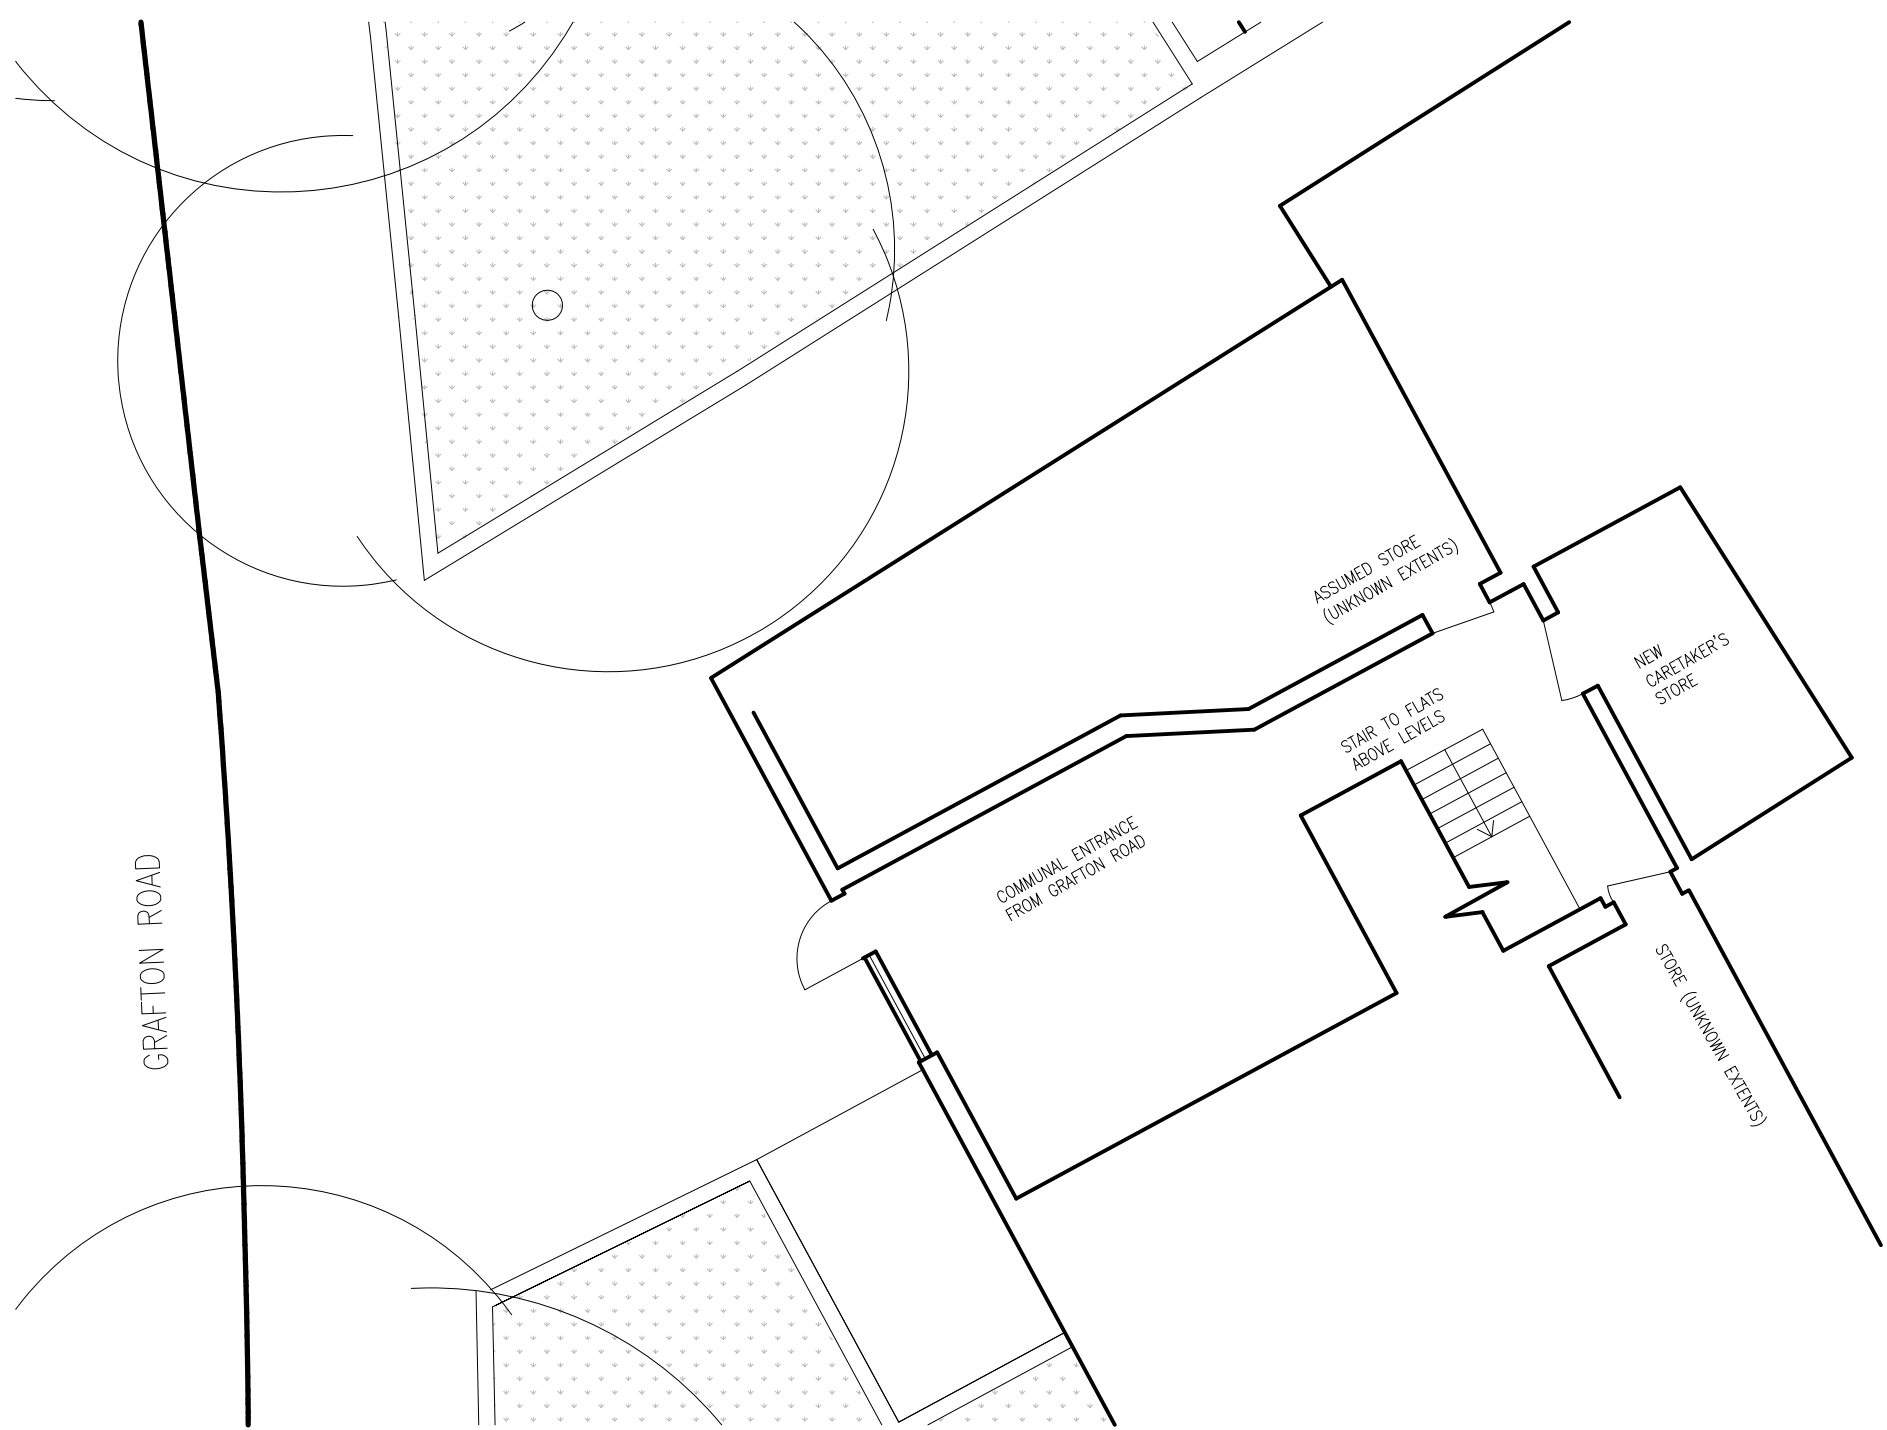 ASSUMED STORE
(UNKNOWN EXTENTS)
NEW
CARETAKER'S
STORE
STAIR TO FLATS
ABOVE LEVELS
COMMUNAL ENTRANCE
FROM GRAFTON ROAD
GRAFTON ROAD
STORE (UNKNOWN EXTENTS)